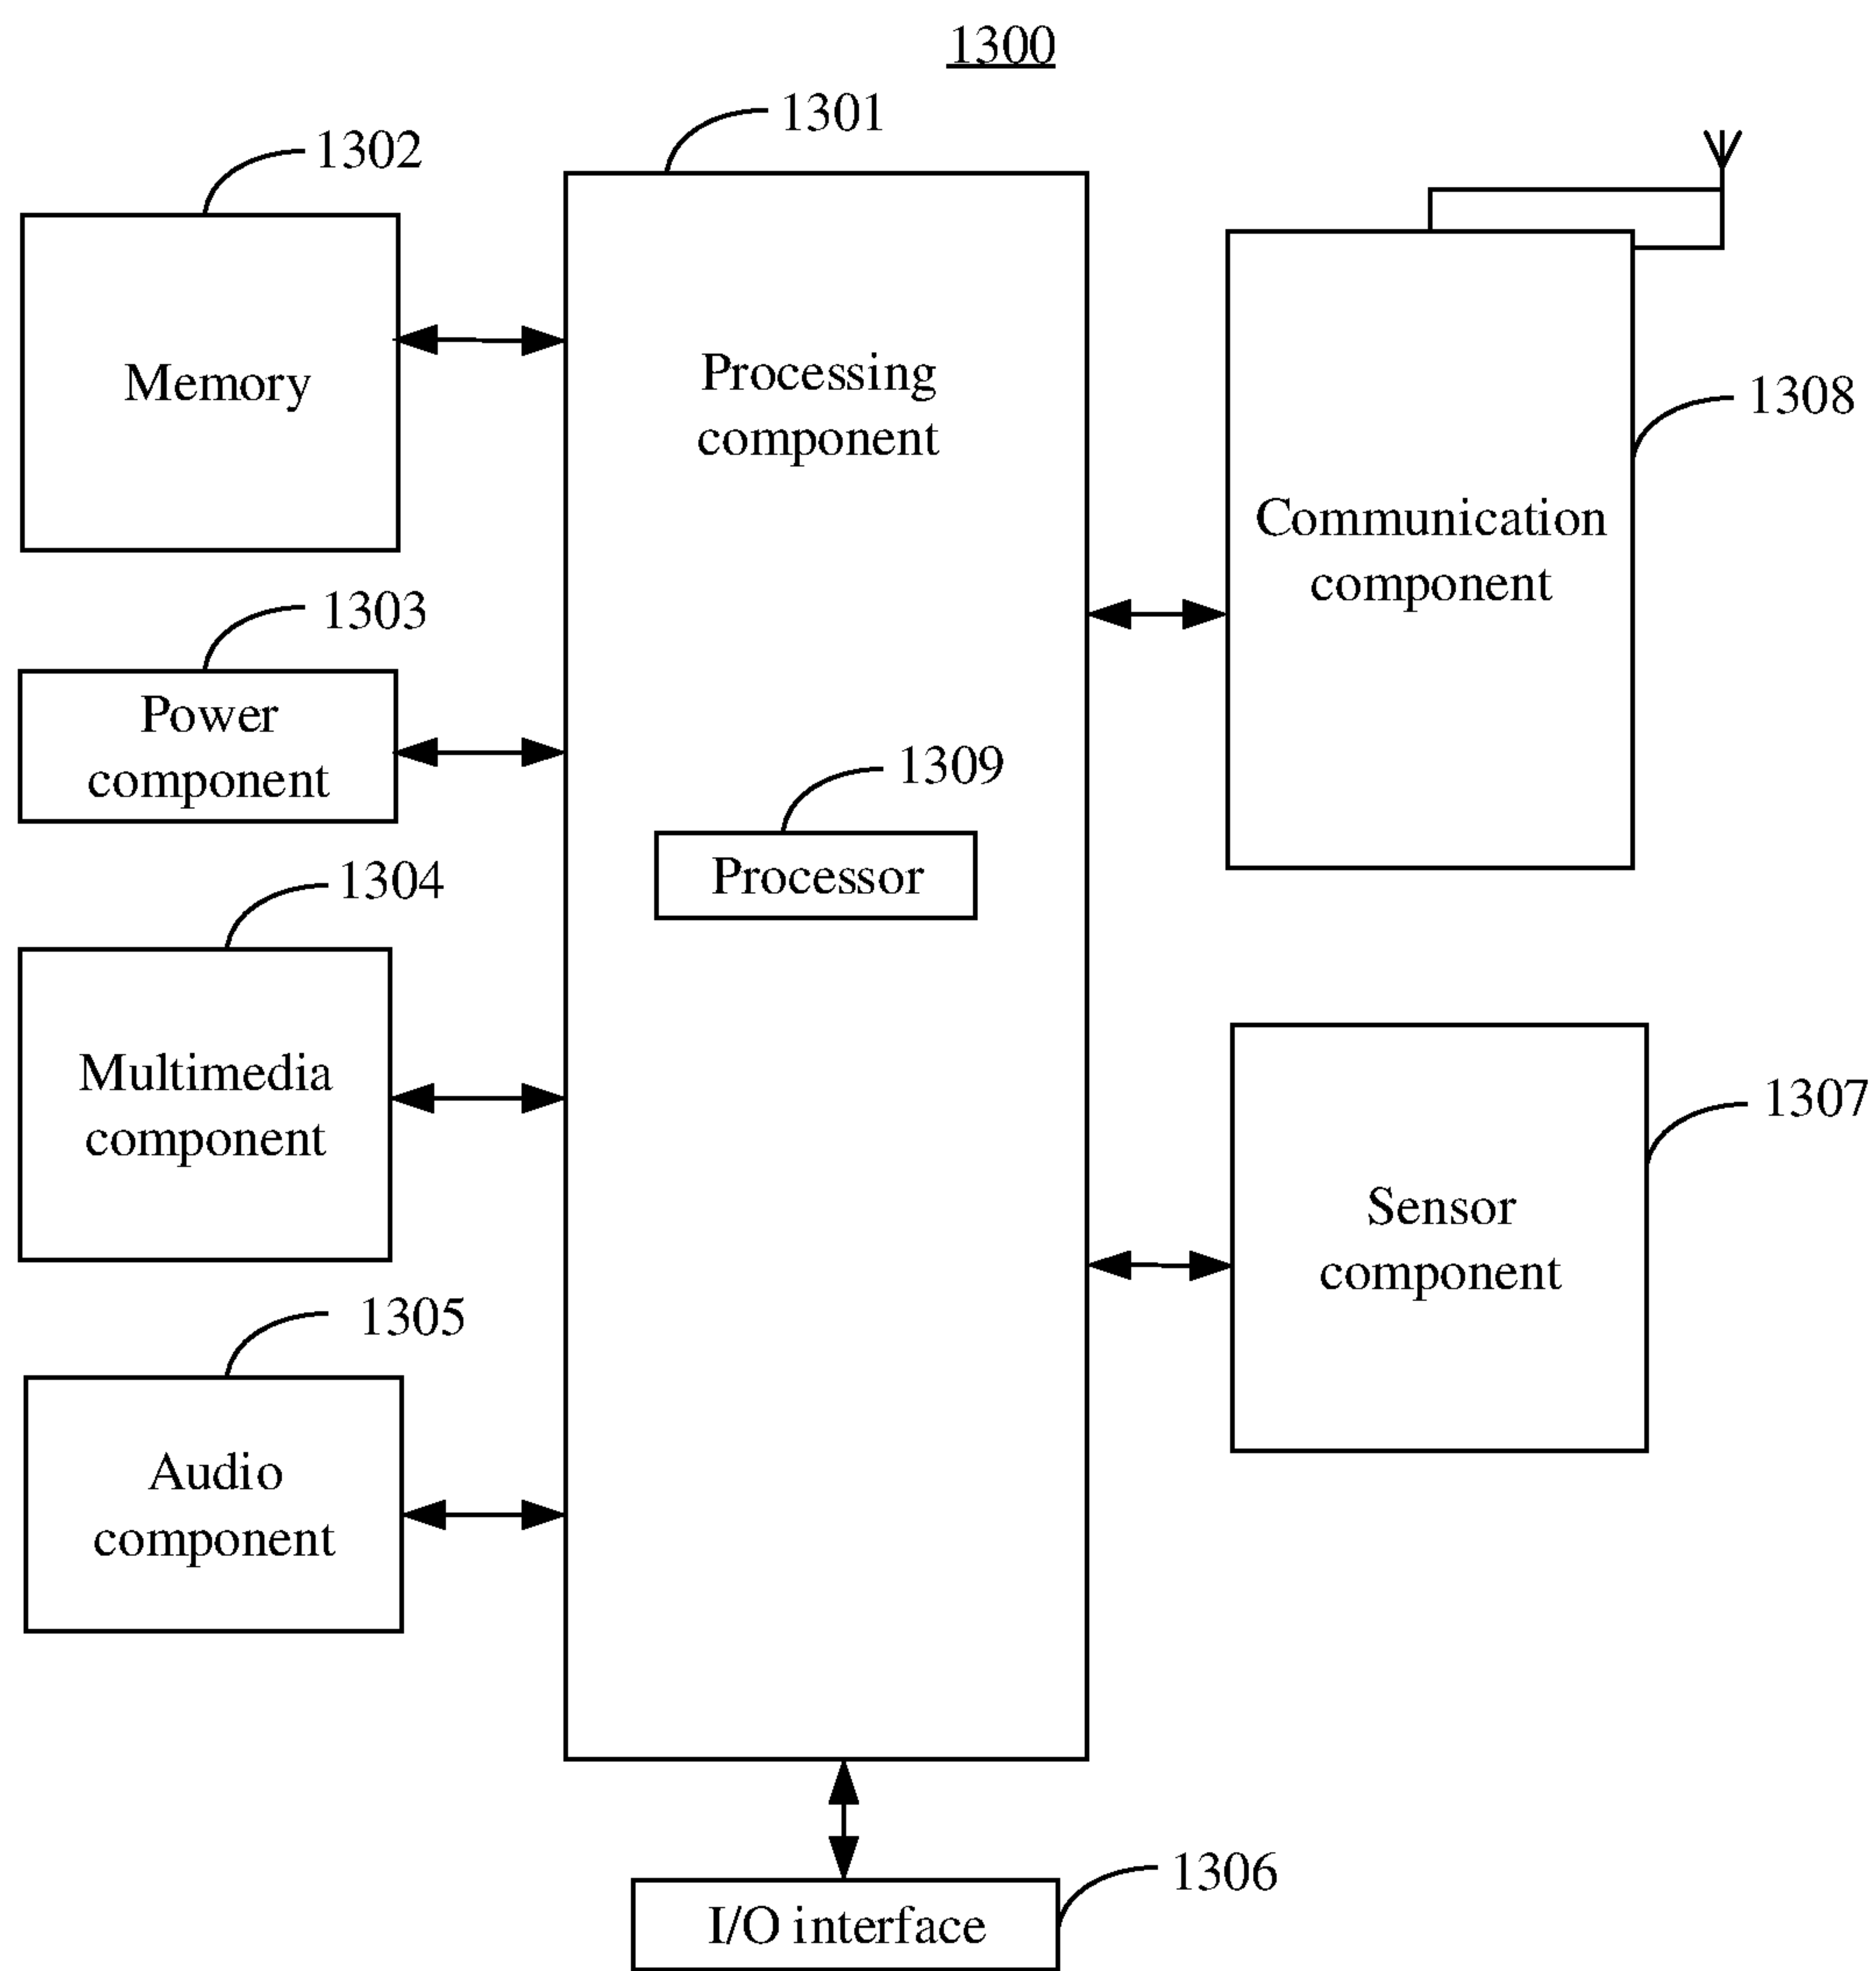 1300
1301
1302
Memory
Processing
component
1308
Communication
component
1303
Power
component
1309
Processor
1304
Multimedia
component
1307
Sensor
component
1305
Audio
component
1306
I/O interface